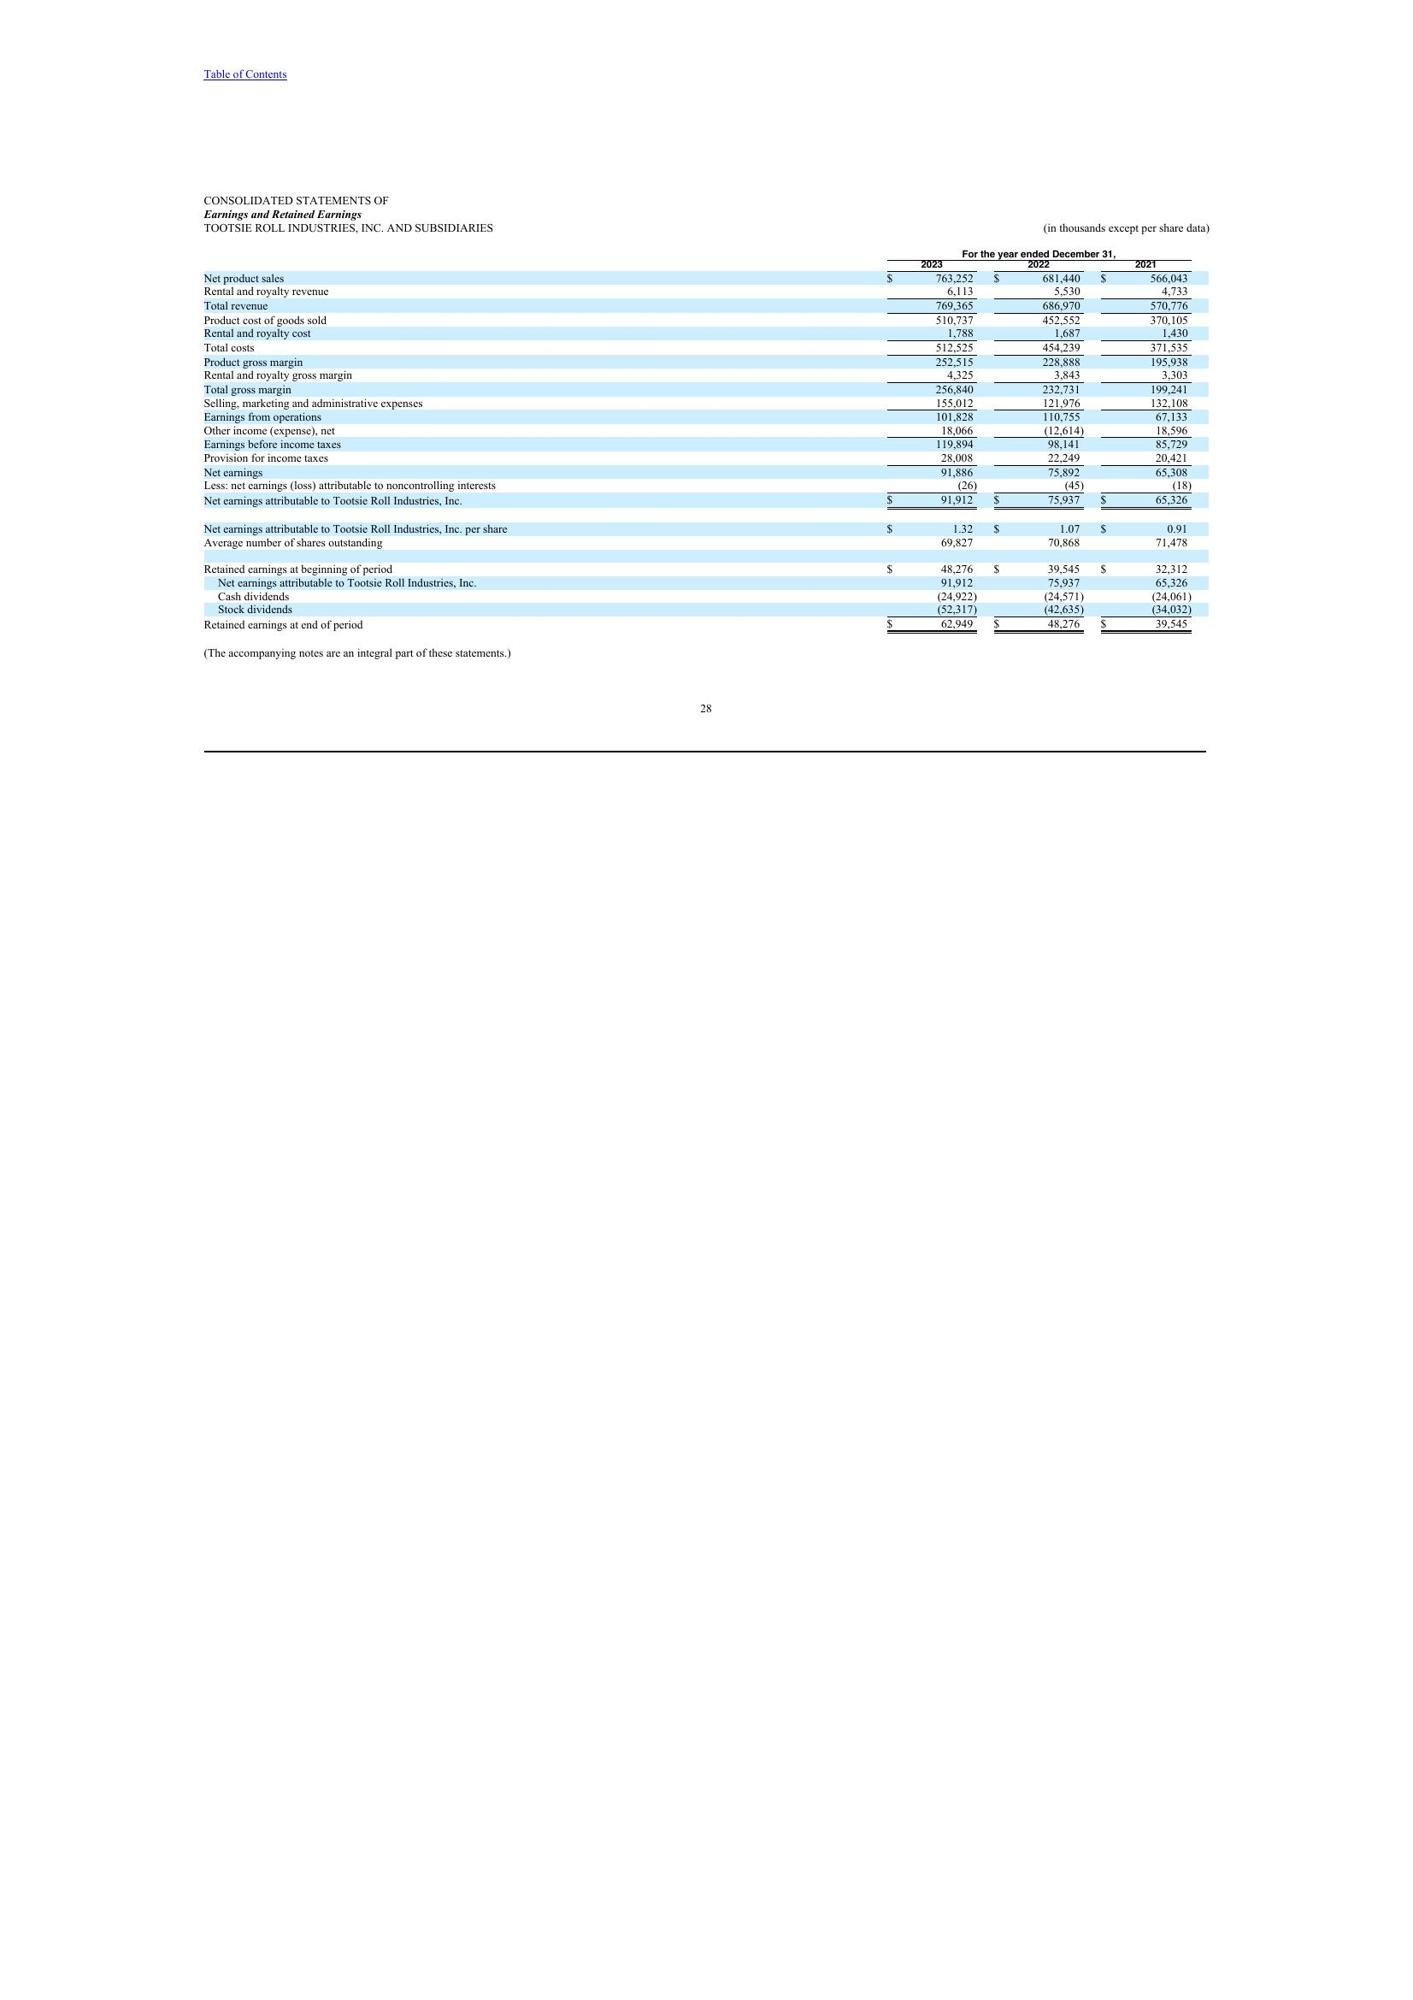 Table of Contents
CONSOLIDATED STATEMENTS OF
Earnings and Retained Earnings
TOOTSIE ROLL INDUSTRIES, INC. AND SUBSIDIARIES (in thousands except per share data)
For the year ended December 31,
2023 2022 2021
Net product sales $ 763,252 $ 681,440 $ 566,043
Rental and royalty revenue 6,113 5,530 4,733
Total revenue 769,365 686,970 570,776
Product cost of goods sold 510,737 452,552 370,105
Rental and royalty cost 1,788 1,687 1,430
Total costs 512,525 454,239 371,535
Product gross margin 252,515 228,888 195,938
Rental and royalty gross margin 4,325 3,843 3,303
Total gross margin 256,840 232,731 199,241
Selling, marketing and administrative expenses 155,012 121,976 132,108
Earnings from operations 101,828 110,755 67,133
Other income (expense), net 18,066 (12,614) 18,596
Earnings before income taxes 119,894 98,141 85,729
Provision for income taxes 28,008 22,249 20,421
Net earnings 91,886 75,892 65,308
Less: net earnings (loss) attributable to noncontrolling interests (26) (45) (18)
Net earnings attributable to Tootsie Roll Industries, Inc. $ 91,912 $ 75,937 $ 65,326
Net earnings attributable to Tootsie Roll Industries, Inc. per share $ 1.32 $ 1.07 $ 0.91
Average number of shares outstanding 69,827 70,868 71,478
Retained earnings at beginning of period $ 48,276 $ 39,545 $ 32,312
Net earnings attributable to Tootsie Roll Industries, Inc. 91,912 75,937 65,326
Cash dividends (24,922) (24,571) (24,061)
Stock dividends (52,317) (42,635) (34,032)
Retained earnings at end of period $ 62,949 $ 48,276 $ 39,545
(The accompanying notes are an integral part of these statements.)
28